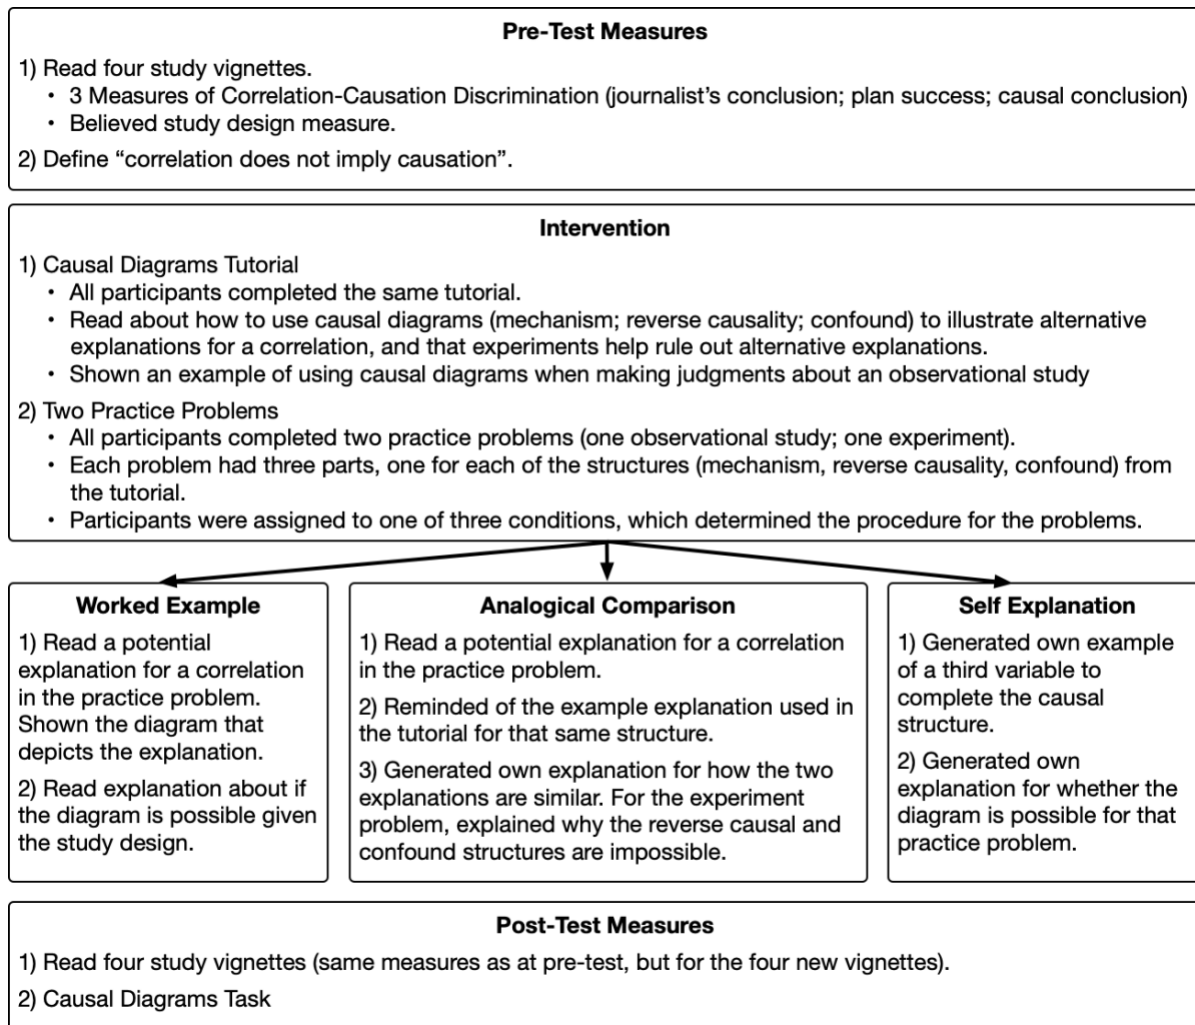 Pre-Test Measures
1) Read four study vignettes.
• 3 Measures of Correlation-Causation Discrimination (journalist's conclusion; plan success; causal conclusion)
• Believed study design measure.
2) Define “correlation does not imply causation”.
Intervention
1) Causal Diagrams Tutorial
• All participants completed the same tutorial.
• Read about how to use causal diagrams (mechanism; reverse causality; confound) to illustrate alternative
explanations for a correlation, and that experiments help rule out alternative explanations.
• Shown an example of using causal diagrams when making judgments about an observational study
2) Two Practice Problems
• All participants completed two practice problems (one observational study; one experiment).
• Each problem had three parts, one for each of the structures (mechanism, reverse causality, confound) from
the tutorial.
• Participants were assigned to one of three conditions, which determined the procedure for the problems.
Worked Example
1) Read a potential
explanation for a correlation
in the practice problem.
Shown the diagram that
depicts the explanation.
2) Read explanation about if
the diagram is possible given
the study design.
Analogical Comparison
1) Read a potential explanation for a correlation
in the practice problem.
2) Reminded of the example explanation used in
the tutorial for that same structure.
3) Generated own explanation for how the two
explanations are similar. For the experiment
problem, explained why the reverse causal and
confound structures are impossible.
Self Explanation
1) Generated own example
of a third variable to
complete the causal
structure.
2) Generated own
explanation for whether the
diagram is possible for that
practice problem.
Post-Test Measures
1) Read four study vignettes (same measures as at pre-test, but for the four new vignettes).
2) Causal Diagrams Task